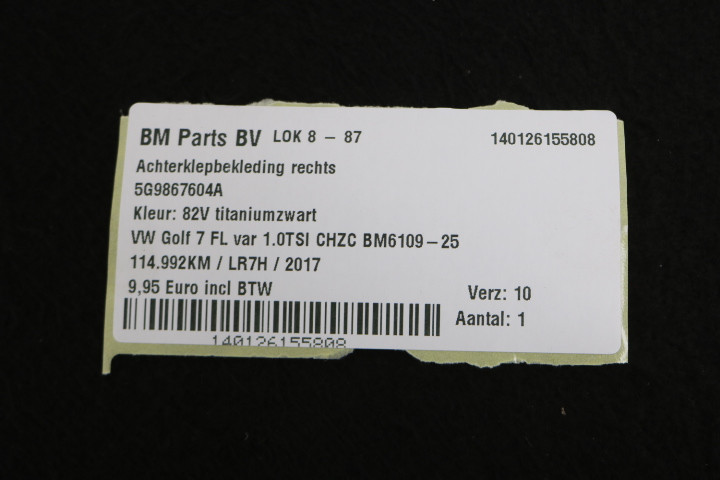 BM Parts BV LOK 8 - 87 140126155808
Achterklepbekleding rechts
5G9867604A
Kleur: 82V titaniumzwart
VW Golf 7 FL var 1.0TSI CHZC BM6109-25
114.992KM / LR7H / 2017
9,95 Euro incl BTW
Verz: 10
Aantal: 1
140126155808